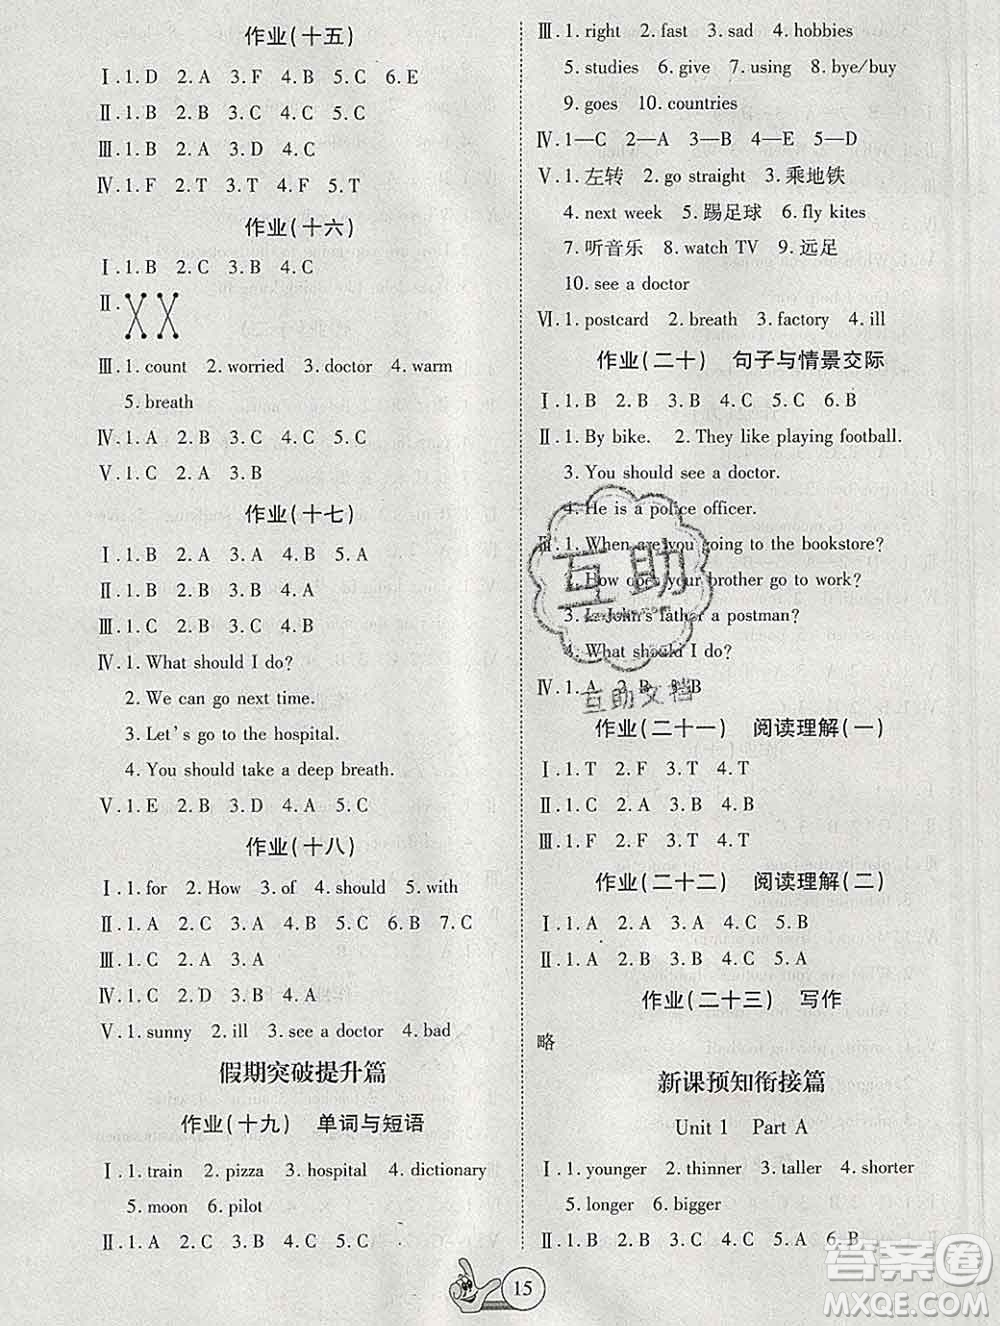 作业(十五)
Ⅰ.1.D 2.A 3.F 4.B 5.C 6.E
Ⅱ.1.B 2.B 3.C 4.C 5.C
Ⅲ.1.B 2.A 3.D 4.C
Ⅳ.1.F 2.T 3.T 4.F 5.T
作业(十六)
Ⅰ.1.B 2.C 3.B 4.C
Ⅱ.
Ⅲ.1. count 2. worried 3. doctor 4. warm
5. breath
Ⅳ.1.A 2.B 3.C 4.B 5.C
Ⅴ.1.C 2.A 3.B
作业(十七)
Ⅰ.1.B 2.A 3.C 4.B 5.A
Ⅱ.1.B 2.B 3.A 4.A
Ⅲ.1.C 2.A 3.A 4.B
Ⅳ.1. What should I do?
2. We can go next time.
3. Let's go to the hospital.
4. You should take a deep breath.
Ⅴ.1.E 2.B 3.D 4.A 5.C
作业(十八)
Ⅰ.1. for 2. How 3. of 4. should 5. with
Ⅱ.1.A 2.C 3.A 4.C 5.C 6.B 7.C
Ⅲ.1.C 2.A 3.B 4.A
Ⅳ.1.C 2.D 3.B 4.A
Ⅴ.1. sunny 2. ill 3. see a doctor 4. bad
假期突破提升篇
作业(十九) 单词与短语
Ⅰ.1. train 2. pizza 3. hospital 4. dictionary
5. moon 6. pilot
Ⅱ.1.A 2.C 3.B 4.A 5.C
Ⅲ.1. right 2. fast 3. sad 4. hobbies
5. studies 6. give 7. using 8. bye/buy
9. goes 10. countries
Ⅳ.1—C 2—A 3—B 4—E 5—D
Ⅴ.1. 左转 2. go straight 3. 乘地铁
4. next week 5. 踢足球 6. fly kites
7. 听音乐 8. watch TV 9. 远足
10. see a doctor
Ⅵ.1. postcard 2. breath 3. factory 4. ill
作业(二十) 句子与情景交际
Ⅰ.1.B 2.B 3.A 4.C 5.C 6.B
Ⅱ.1. By bike. 2. They like playing football.
3. You should see a doctor.
4. He is a police officer.
Ⅲ.1. When are you going to the bookstore?
2. How does your brother go to work?
3. Is John's father a postman?
4. What should I do?
Ⅳ.1.A 2.B 3.B
作业(二十一) 阅读理解(一)
Ⅰ.1.T 2.F 3.T 4.T
Ⅱ.1.B 2.C 3.A 4.B 5.C
Ⅲ.1.F 2.F 3.T 4.T
作业(二十二) 阅读理解(二)
Ⅰ.1.A 2.A 3.A 4.C 5.B
Ⅱ.1.A 2.B 3.B 4.C 5.A
作业(二十三) 写作
略
新课预知衔接篇
Unit 1 Part A
Ⅰ.1. younger 2. thinner 3. taller 4. shorter
5. longer 6. bigger
Ⅱ.1.B 2.B 3.C 4.A 5.A 6.B
15
互助
互助文档
答案圈
MXQE.COM